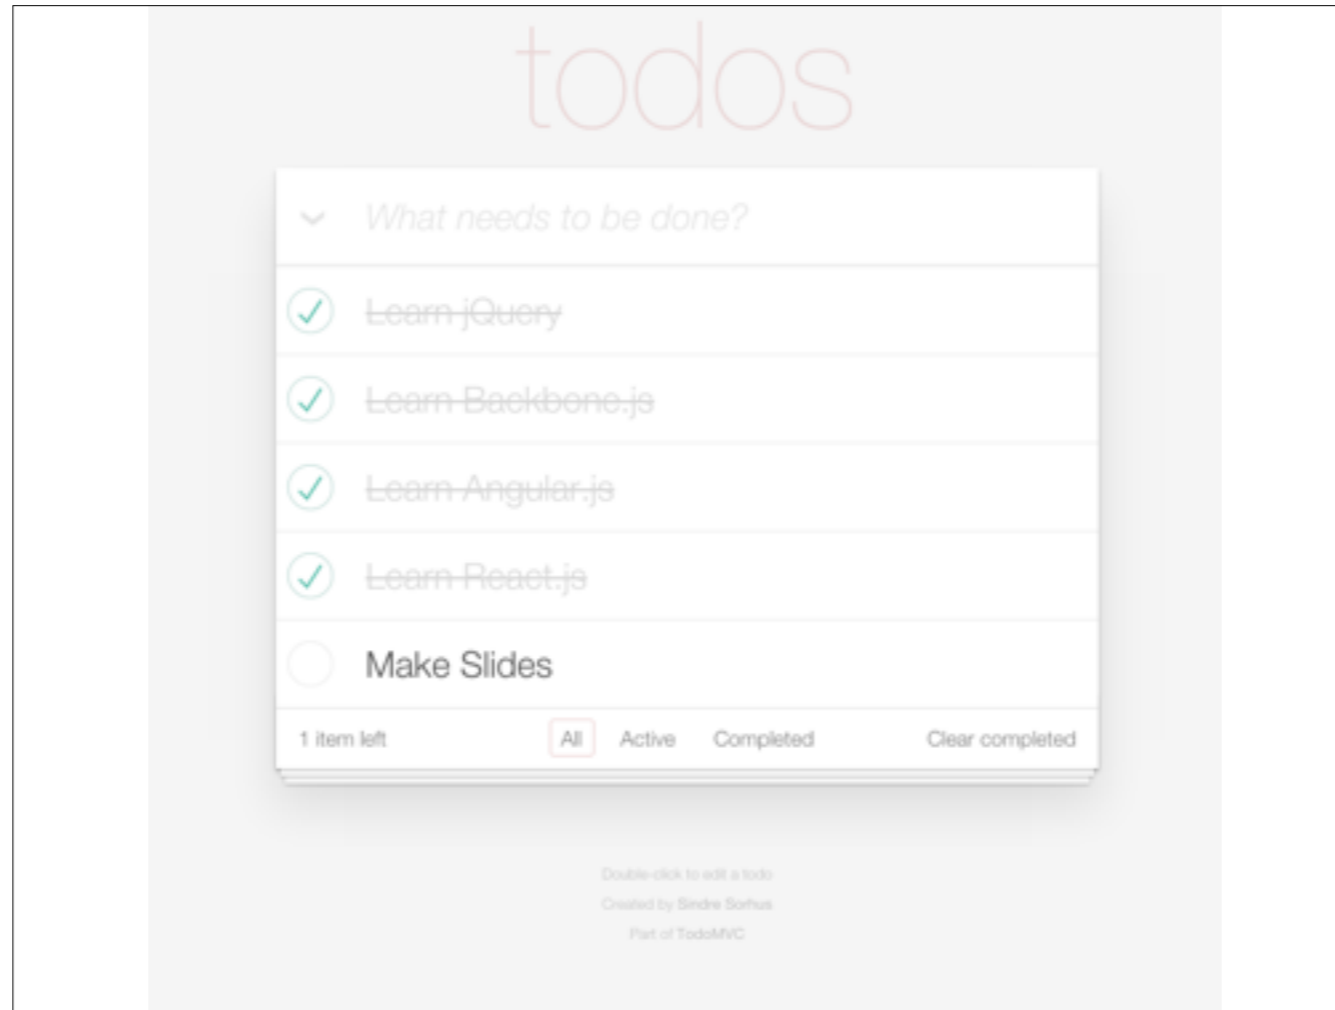 todos
What needs to be done?
Learn jQuery
Learn Backbone.js
Learn Angular.js
Learn React.js
Make Slides
1 item left All Active Completed Clear completed
Double-click to edit a todo
Created by Sindre Sorhus
Part of TodoMVC